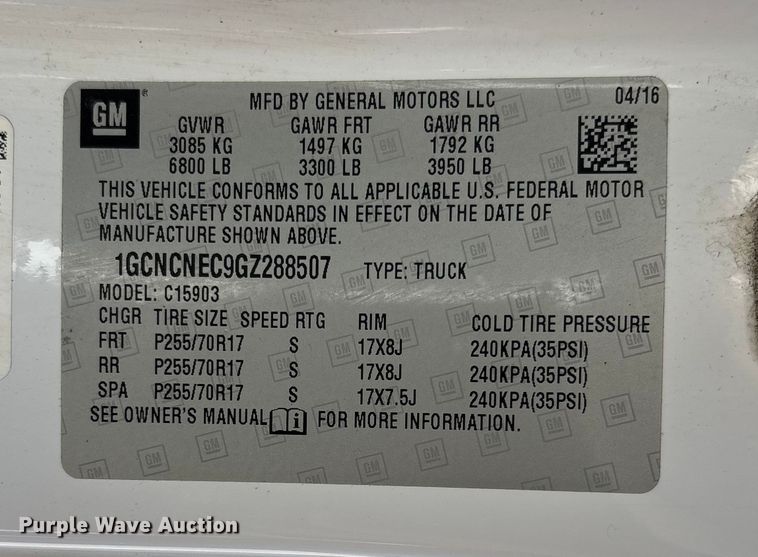 GM ® MFD BY GENERAL MOTORS LLC 04/16
GVWR GAWR FRT GAWR RR
3085 KG 1497 KG 1792 KG
6800 LB 3300 LB 3950 LB
THIS VEHICLE CONFORMS TO ALL APPLICABLE U.S. FEDERAL MOTOR
VEHICLE SAFETY STANDARDS IN EFFECT ON THE DATE OF
MANUFACTURE SHOWN ABOVE.
1GCNCNEC9GZ288507 TYPE: TRUCK
MODEL: C15903
CHGR TIRE SIZE SPEED RTG RIM COLD TIRE PRESSURE
FRT P255/70R17 S 17X8J 240KPA(35PSI)
RR P255/70R17 S 17X8J 240KPA(35PSI)
SPA P255/70R17 S 17X7.5J 240KPA(35PSI)
SEE OWNER'S MANUAL i FOR MORE INFORMATION.
Purple Wave Auction